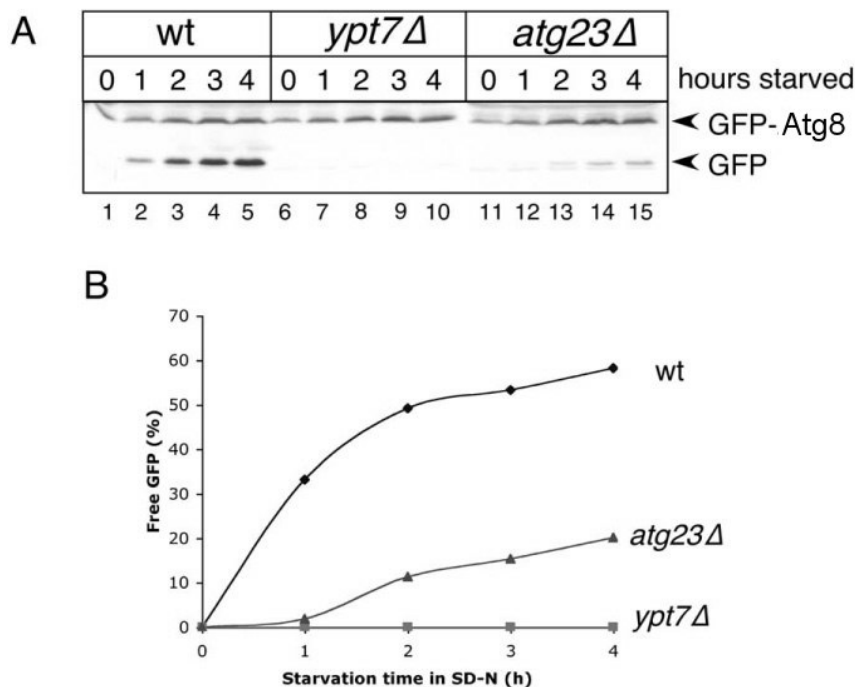 A
wt ypt7Δ atg23Δ
0 1 2 3 4 0 1 2 3 4 0 1 2 3 4 hours starved
GFP-Atg8
GFP
1 2 3 4 5 6 7 8 9 10 11 12 13 14 15
B
70
60
50
40
30
20
10
0
Free GFP (%)
wt
atg23Δ
ypt7Δ
0 1 2 3 4
Starvation time in SD-N (h)